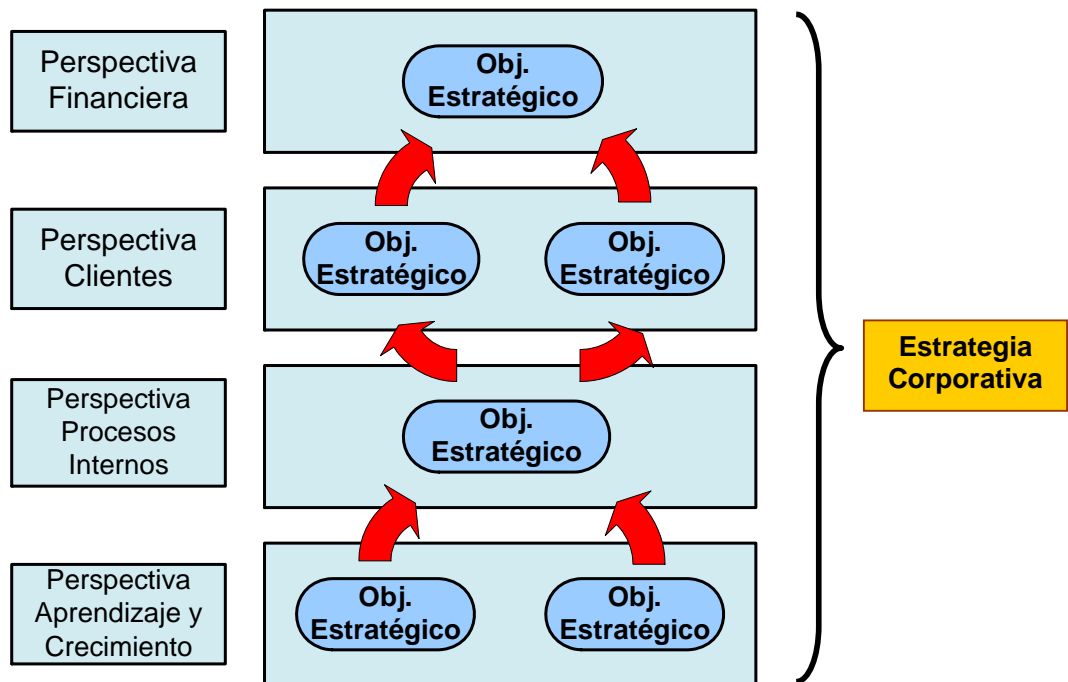 Perspectiva
Financiera
Obj.
Estratégico
Perspectiva
Clientes
Obj.
Estratégico
Obj.
Estratégico
Perspectiva
Procesos
Internos
Obj.
Estratégico
Perspectiva
Aprendizaje y
Crecimiento
Obj.
Estratégico
Obj.
Estratégico
Estrategia
Corporativa